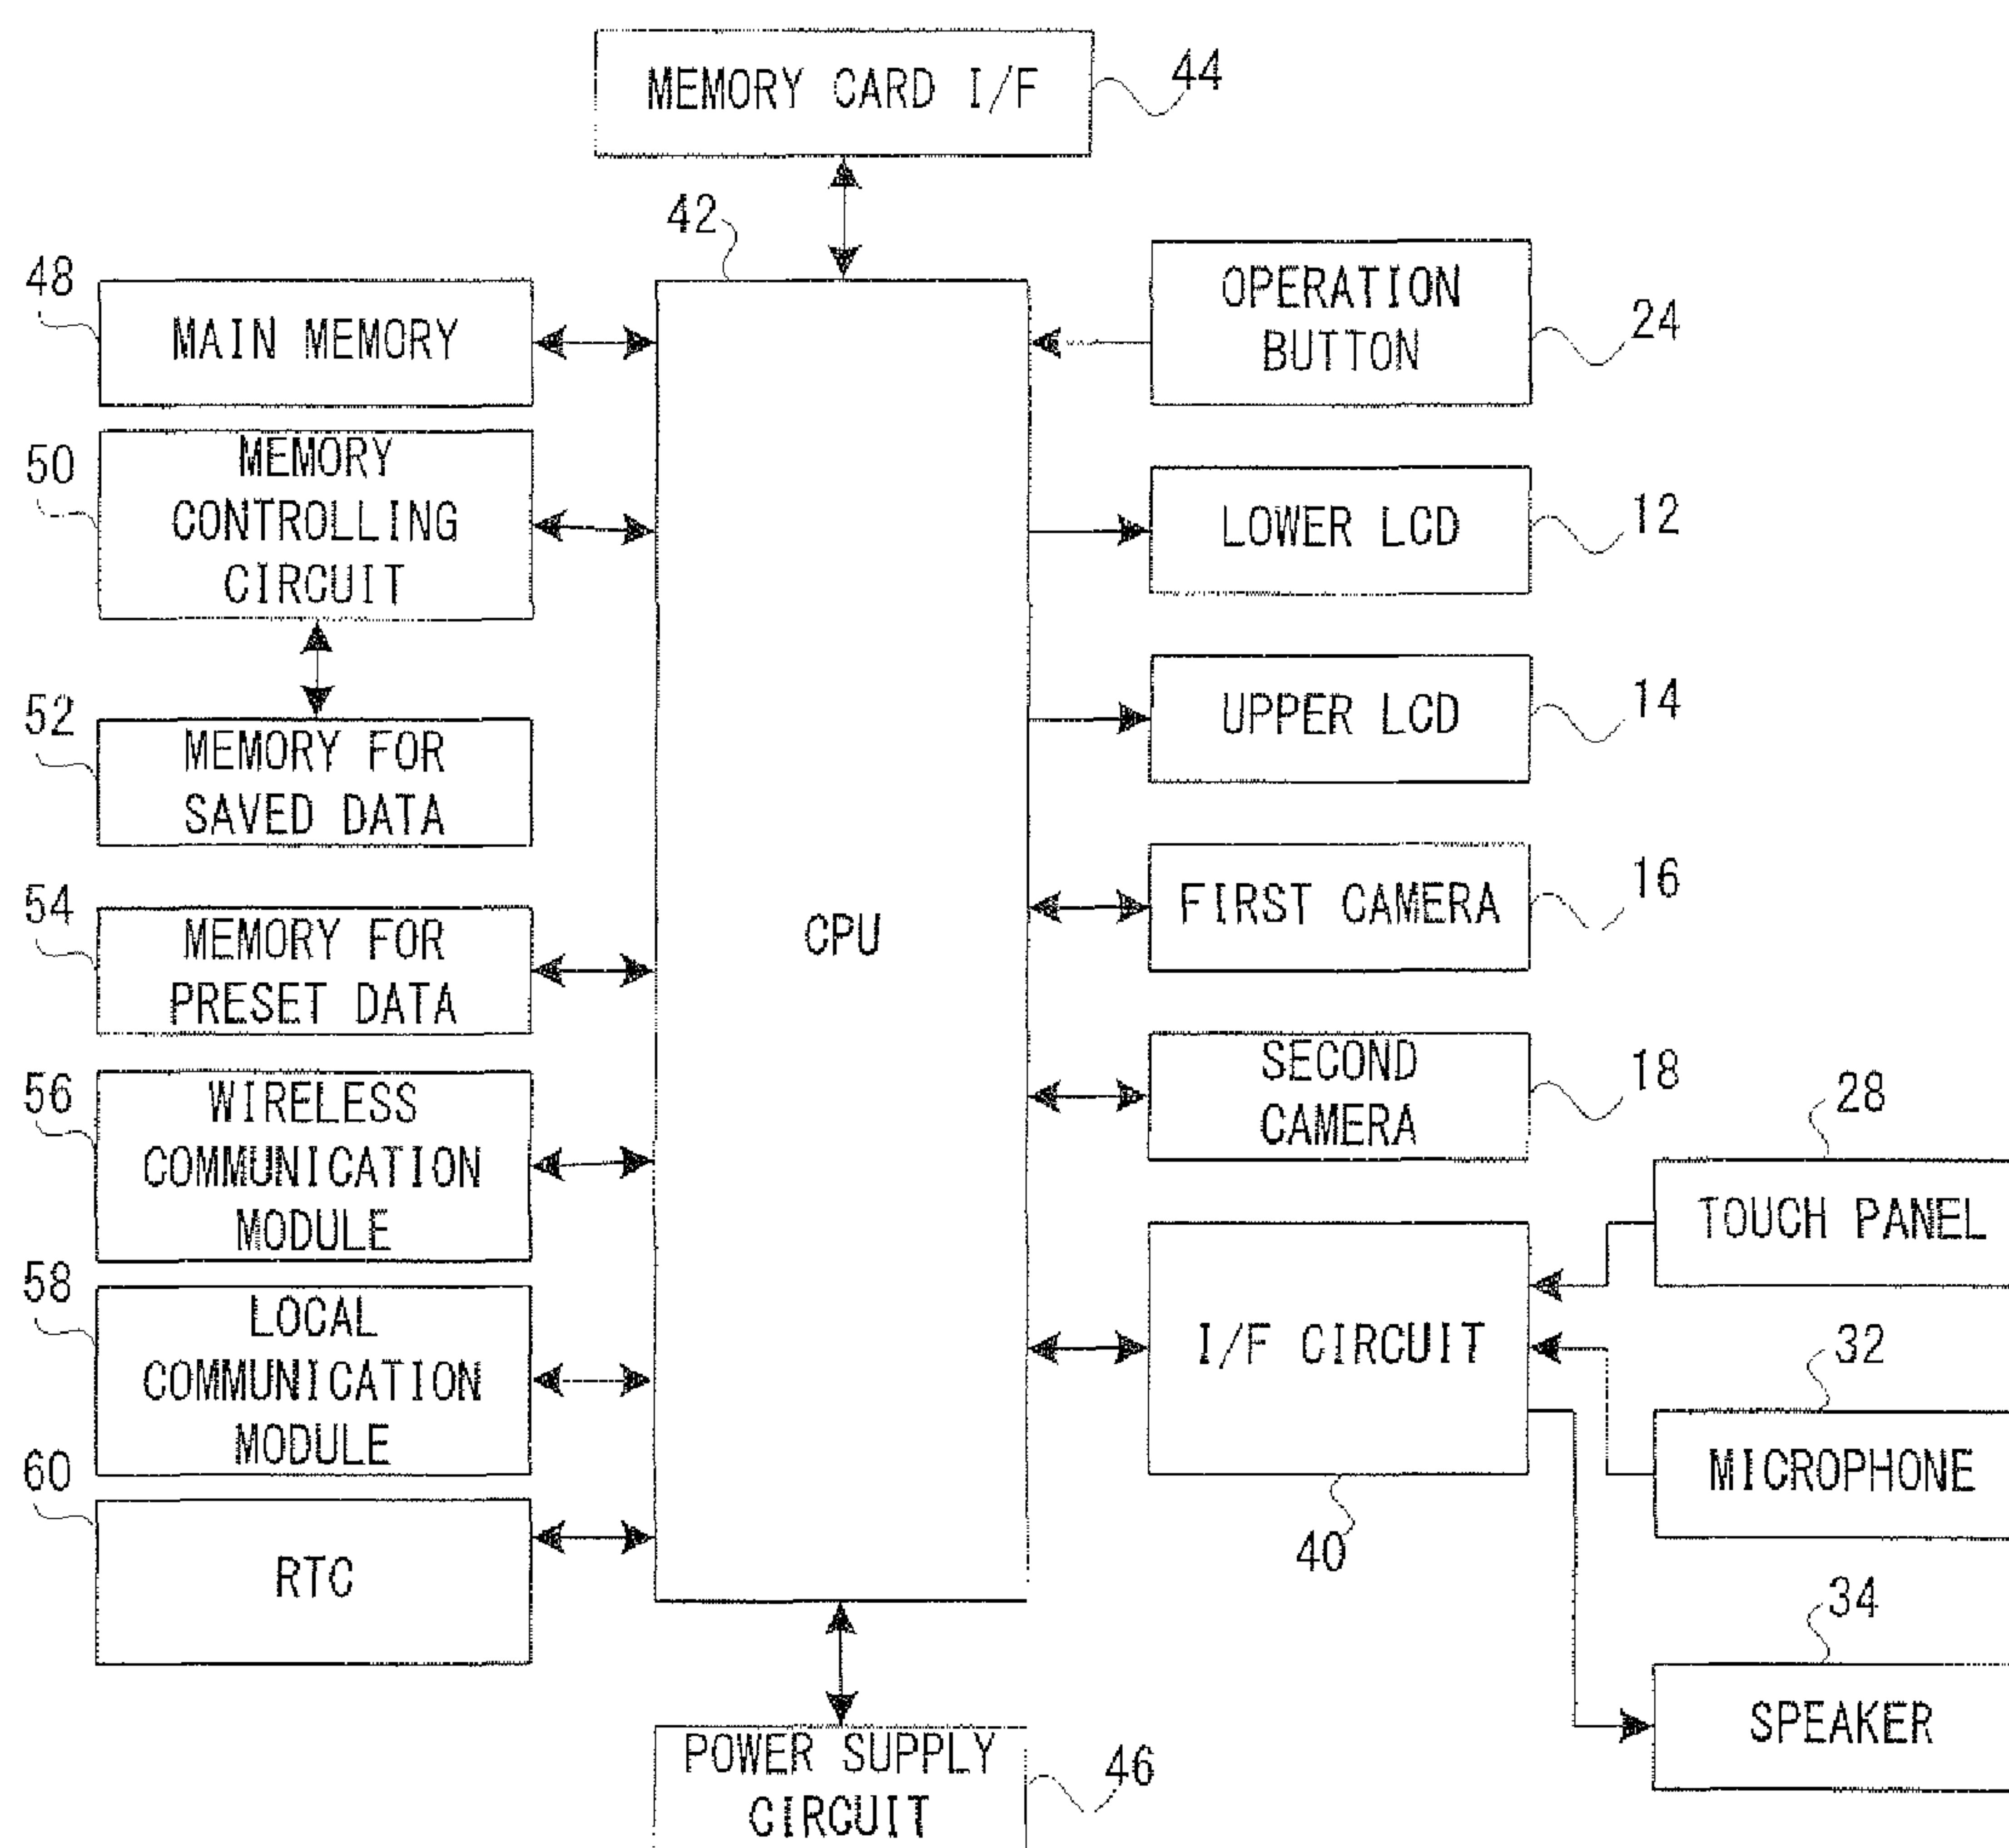 MEMORY CARD I/F
44
42
48
MAIN MEMORY
OPERATION
BUTTON
24
50
MEMORY
CONTROLLING
CIRCUIT
LOWER LCD
12
52
MEMORY FOR
SAVED DATA
UPPER LCD
14
54
MEMORY FOR
PRESET DATA
CPU
FIRST CAMERA
16
56
WIRELESS
COMMUNICATION
MODULE
SECOND
CAMERA
18
28
TOUCH PANEL
58
LOCAL
COMMUNICATION
MODULE
I/F CIRCUIT
40
32
MICROPHONE
60
RTC
34
SPEAKER
POWER SUPPLY
CIRCUIT
46